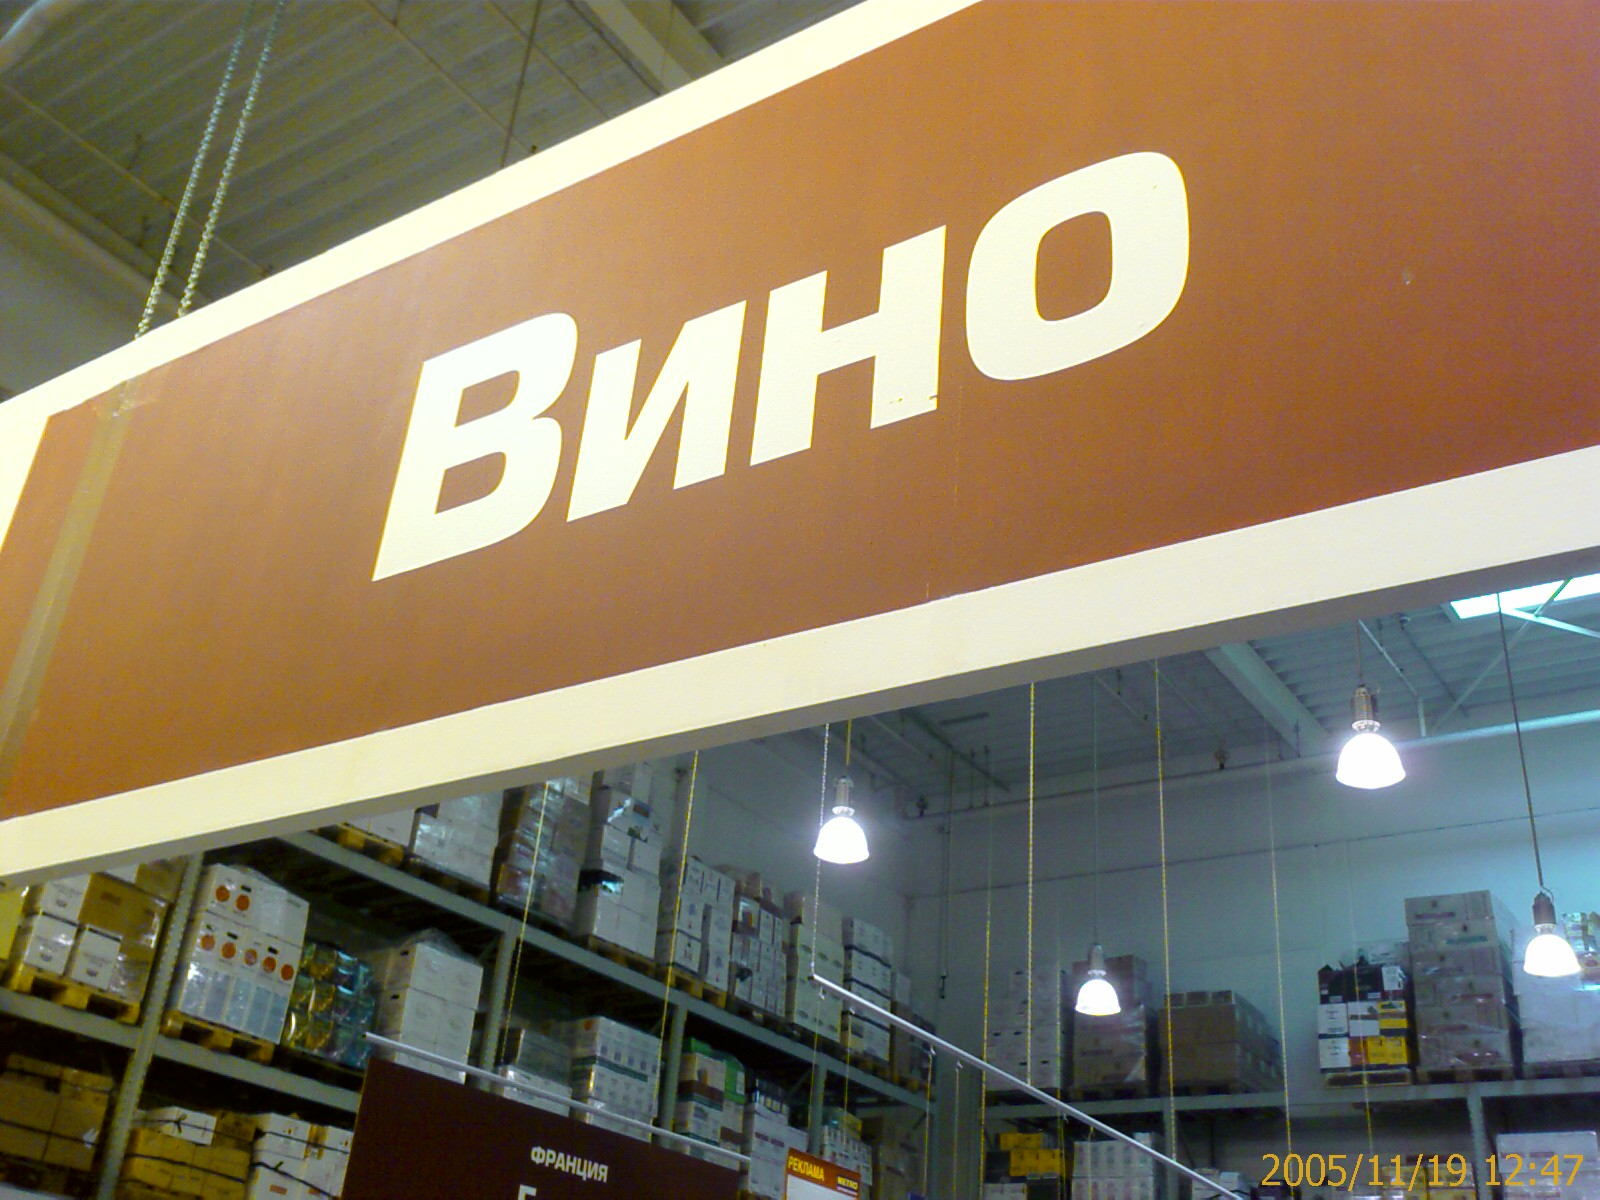 Вино
ФРАНЦИЯ
РЕКЛАМА
METRO
2005/11/19 12:47